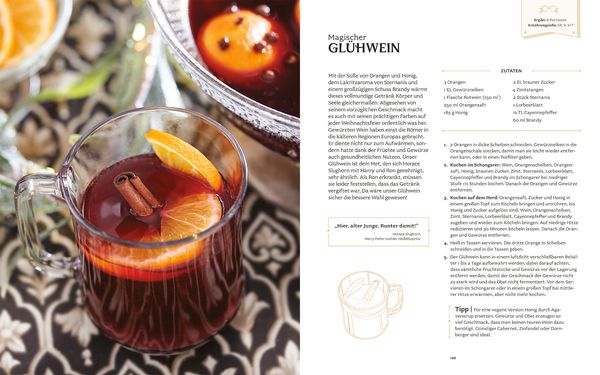 Ergibt: 6 Portionen
Ernährungsinfo: GF, V, V+*
Magischer
GLÜHWEIN
Mit der Süße von Orangen und Honig,
dem Lakritzaroma von Sternanis und
einem großzügigen Schuss Brandy wärmt
dieses vollmundige Getränk Körper und
Seele gleichermaßen. Abgesehen von
seinem vorzüglichen Geschmack macht
es auch mit seinen prächtigen Farben auf
jeder Weihnachtsfeier ordentlich was her.
Gewürzten Wein haben einst die Römer in
die kälteren Regionen Europas gebracht.
Er diente nicht nur zum Aufwärmen, son-
dern hatte dank der Früchte und Gewürze
auch gesundheitlichen Nutzen. Unser
Glühwein ist dem Met, den sich Horace
Slughorn mit Harry und Ron genehmigt,
sehr ähnlich. Als Ron erkrankt, müssen
sie leider feststellen, dass das Getränk
vergiftet war. Da wäre unser Glühwein
sicher die bessere Wahl gewesen!
„Hier, alter Junge. Runter damit!“
Horace Slughorn,
Harry Potter und der Halbblutprinz
ZUTATEN
3 Orangen
1 EL Gewürznelken
1 Flasche Rotwein (750 ml)
250 ml Orangensaft
185 g Honig
2 EL brauner Zucker
4 Zimtstangen
2 Stück Sternanis
1 Lorbeerblatt
¼ TL Cayennepfeffer
60 ml Brandy
1. 2 Orangen in dicke Scheiben schneiden. Gewürznelken in die
Orangenschale stecken, damit man sie leicht wieder entfer-
nen kann, oder in einen Teefilter geben.
2. Kochen im Schongarer: Wein, Orangenscheiben, Orangen-
saft, Honig, braunen Zucker, Zimt, Sternanis, Lorbeerblatt,
Cayennepfeffer und Brandy im Schongarer bei niedriger
Stufe 1½ Stunden kochen. Danach die Orangen und Gewürze
entfernen.
3. Kochen auf dem Herd: Orangensaft, Zucker und Honig in
einem großen Topf zum Köcheln bringen und umrühren, bis
Honig und Zucker aufgelöst sind. Wein, Orangenscheiben,
Zimt, Sternanis, Lorbeerblatt, Cayennepfeffer und Brandy
zugeben und wieder zum Köcheln bringen. Auf niedrige Hitze
reduzieren und 30 Minuten köcheln lassen. Danach die Oran-
gen und Gewürze entfernen.
4. Heiß in Tassen servieren. Die dritte Orange in Scheiben
schneiden und in die Tassen geben.
5. Der Glühwein kann in einem luftdicht verschließbaren Behäl-
ter 1 bis 2 Tage aufbewahrt werden, dabei darauf achten,
dass sämtliche Fruchtstücke und Gewürze vor der Lagerung
entfernt werden, damit der Geschmack der Gewürze nicht
zu stark wird und das Obst nicht fermentiert. Vor dem Ser-
vieren im Schongarer oder in einem Topf bei mittle-
rer Hitze erwärmen, aber nicht mehr kochen.
Tipp | Für eine vegane Version Honig durch Aga-
vensirup ersetzen. Gewürze und Obst erzeugen so
viel Geschmack, dass man keinen teuren Wein dazu
benötigt. Günstiger Cabernet, Zinfandel oder Dorn-
berger sind ideal.